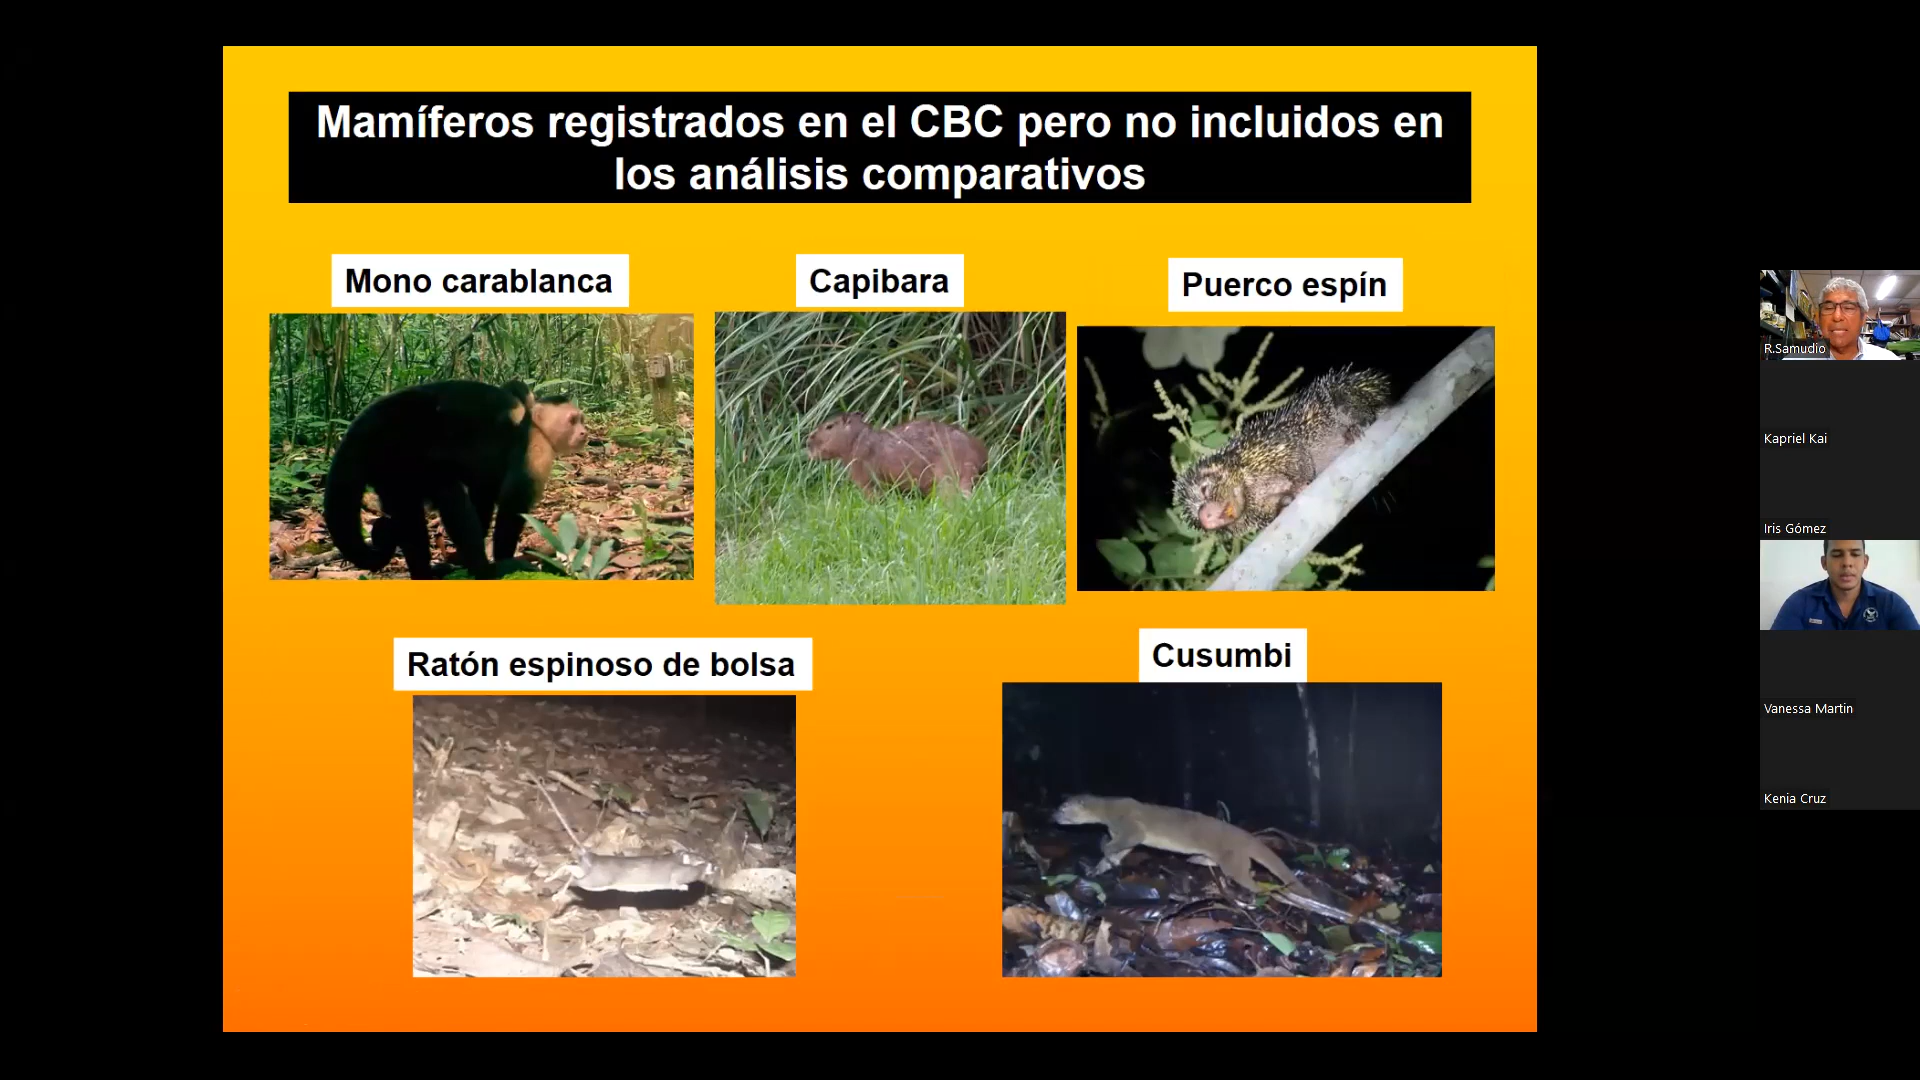 Mamíferos registrados en el CBC pero no incluidos en
los análisis comparativos
Mono carablanca
Capibara
Puerco espín
Ratón espinoso de bolsa
Cusumbi
R.Samudio
Kapriel Kai
Iris Gómez
Vanessa Martin
Kenia Cruz